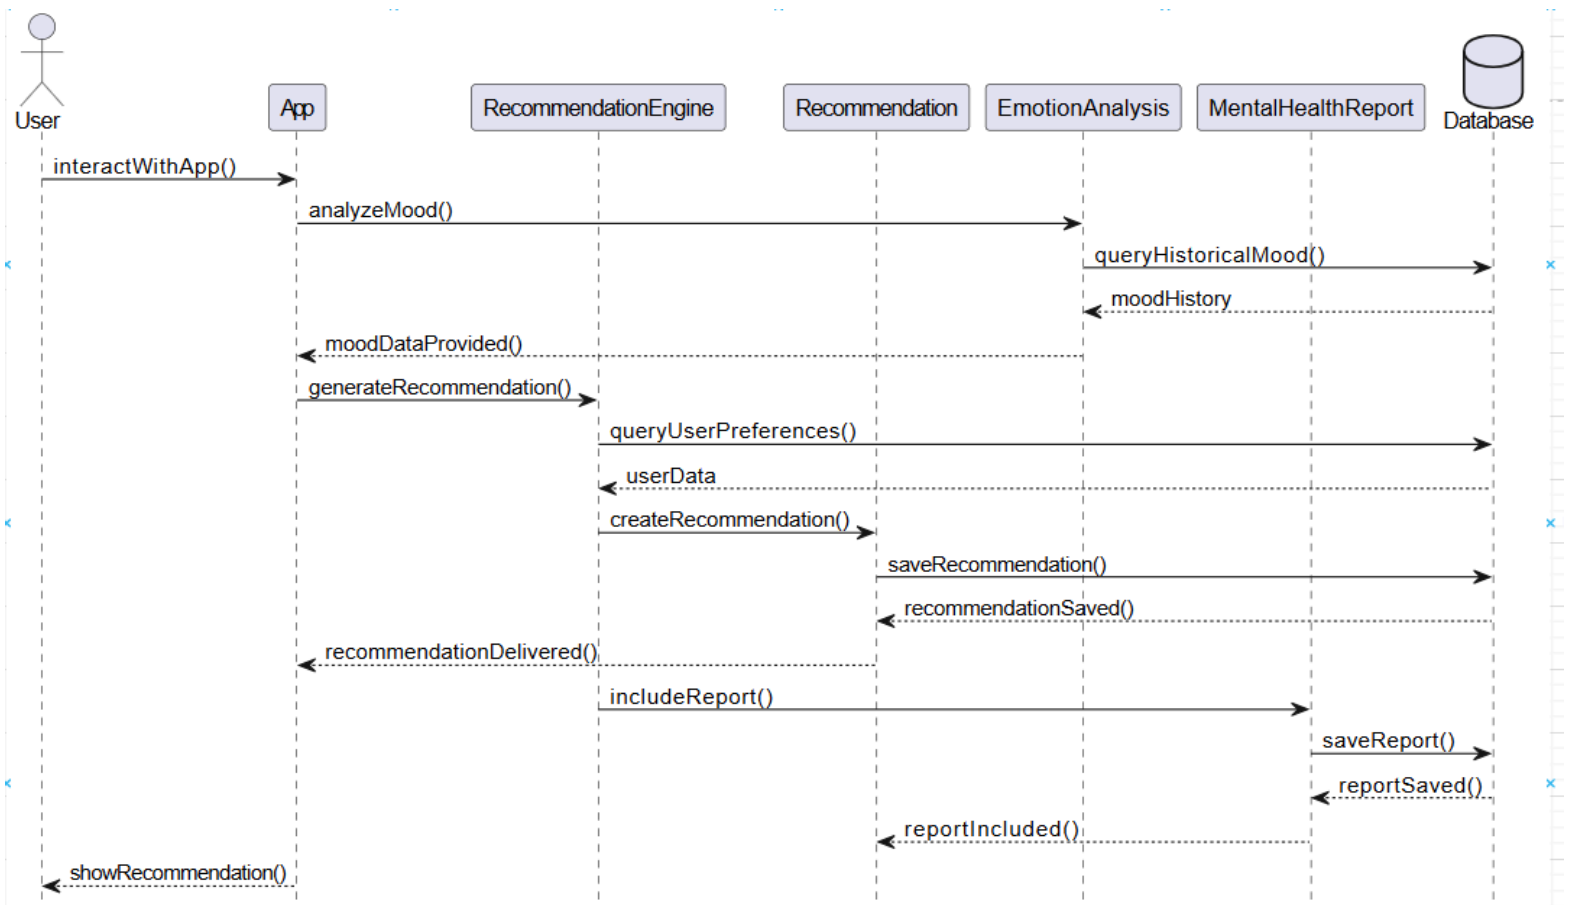 User
App
RecommendationEngine
Recommendation
EmotionAnalysis
MentalHealthReport
Database
interactWithApp()
analyzeMood()
queryHistoricalMood()
moodHistory
moodDataProvided()
generateRecommendation()
queryUserPreferences()
userData
createRecommendation()
saveRecommendation()
recommendationSaved()
recommendationDelivered()
includeReport()
saveReport()
reportSaved()
reportIncluded()
showRecommendation()